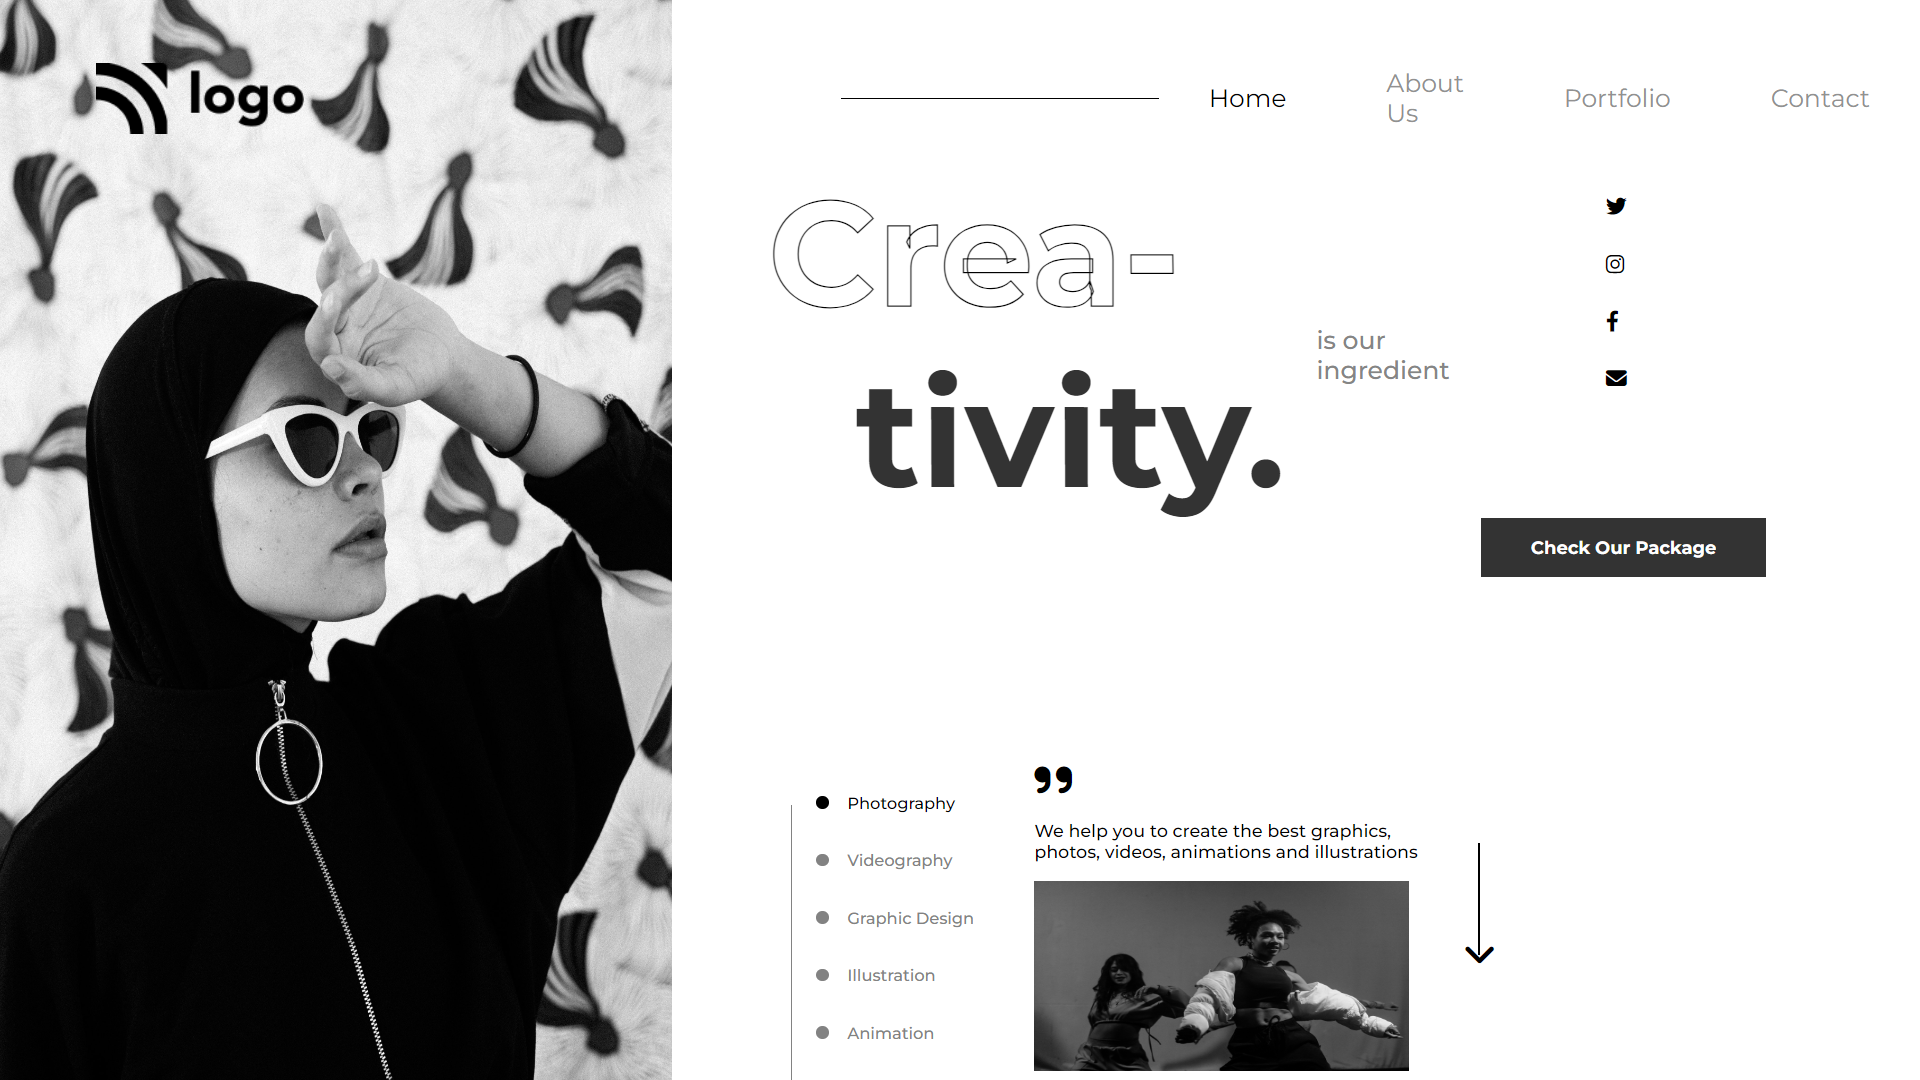 logo
Home
About
Us
Portfolio
Contact
Crea-
tivity.
is our
ingredient
Check Our Package
Photography
Videography
Graphic Design
Illustration
Animation
”
We help you to create the best graphics,
photos, videos, animations and illustrations